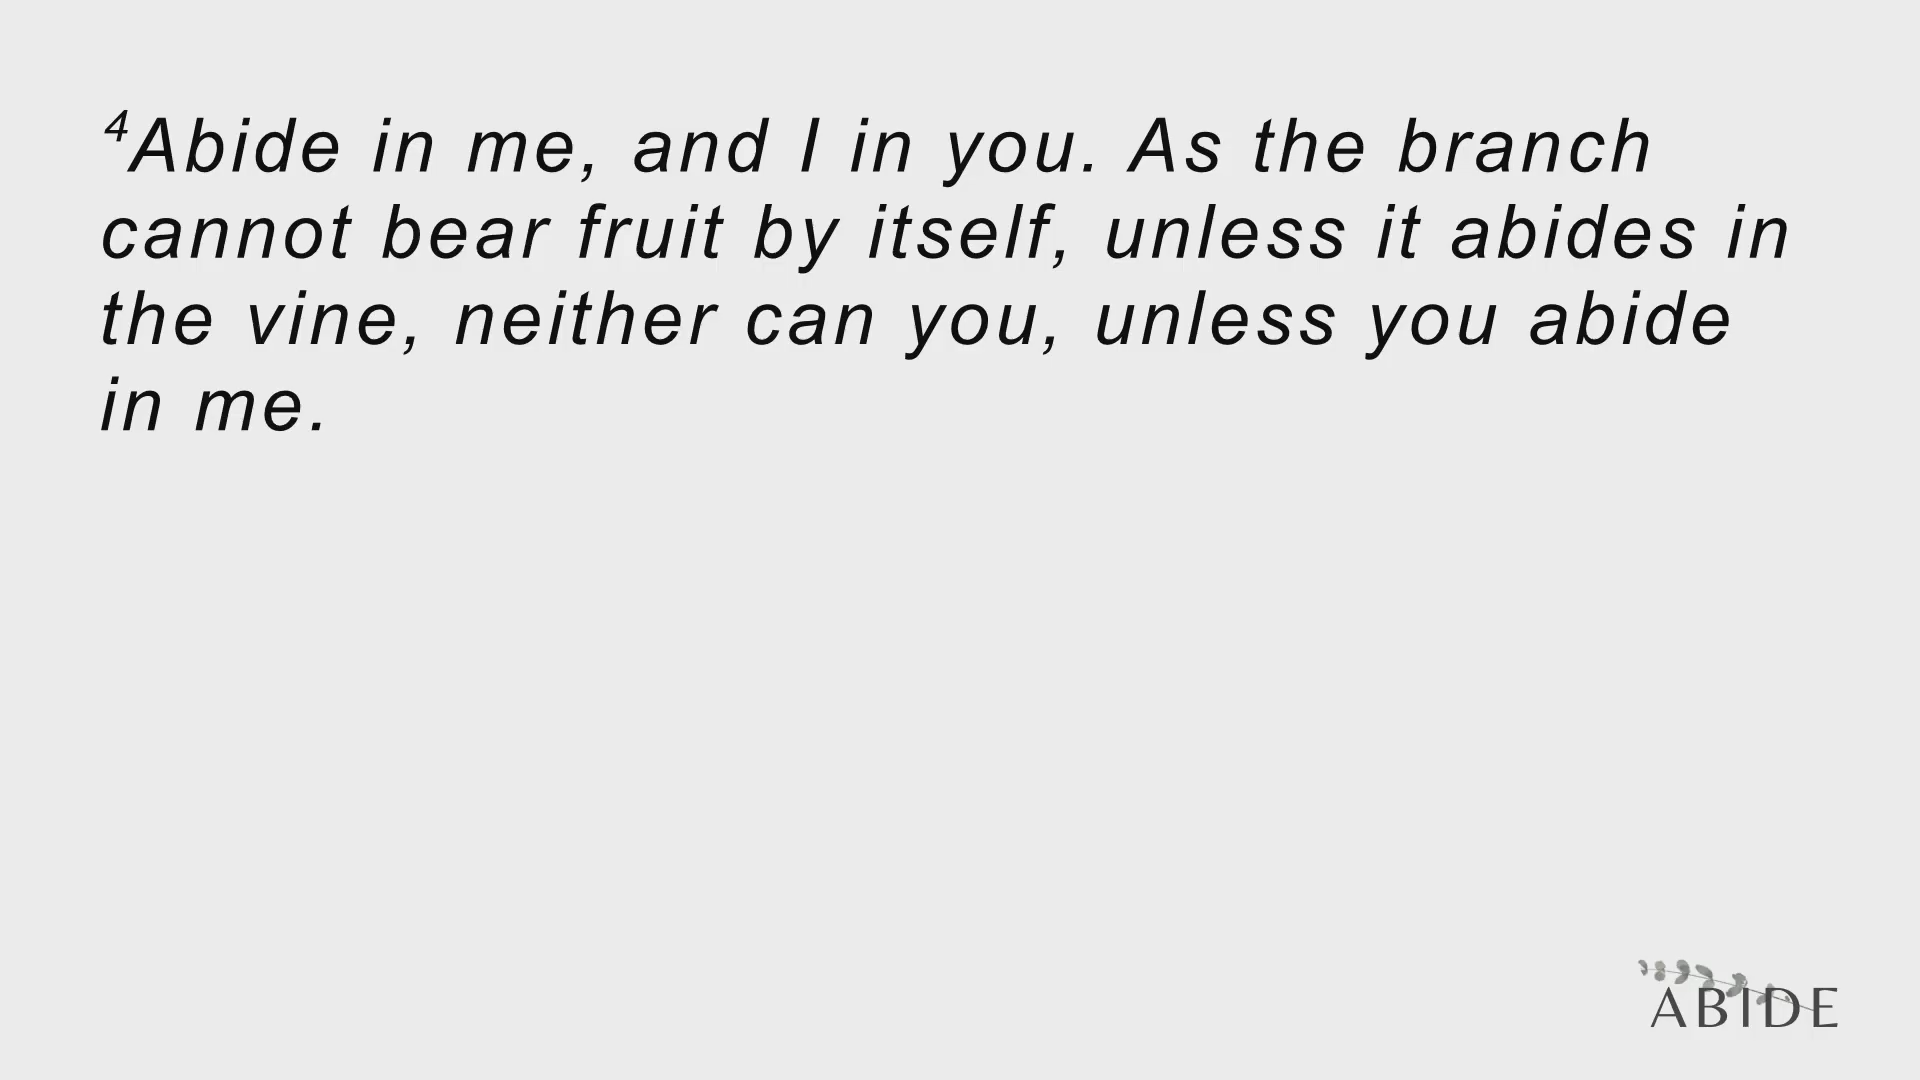 ⁴Abide in me, and I in you. As the branch
cannot bear fruit by itself, unless it abides in
the vine, neither can you, unless you abide
in me.
ABIDE